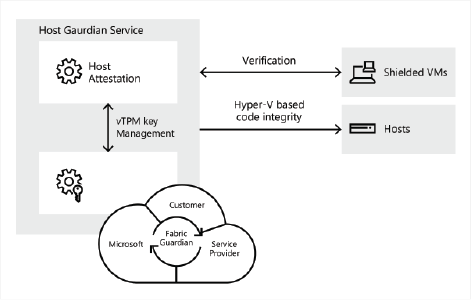 Host Gaurdian Service
Host
Attestation
vTPM key
Management
Verification
Hyper-V based
code integrity
Shielded VMs
Hosts
Customer
Microsoft
Fabric
Guardian
Service
Provider